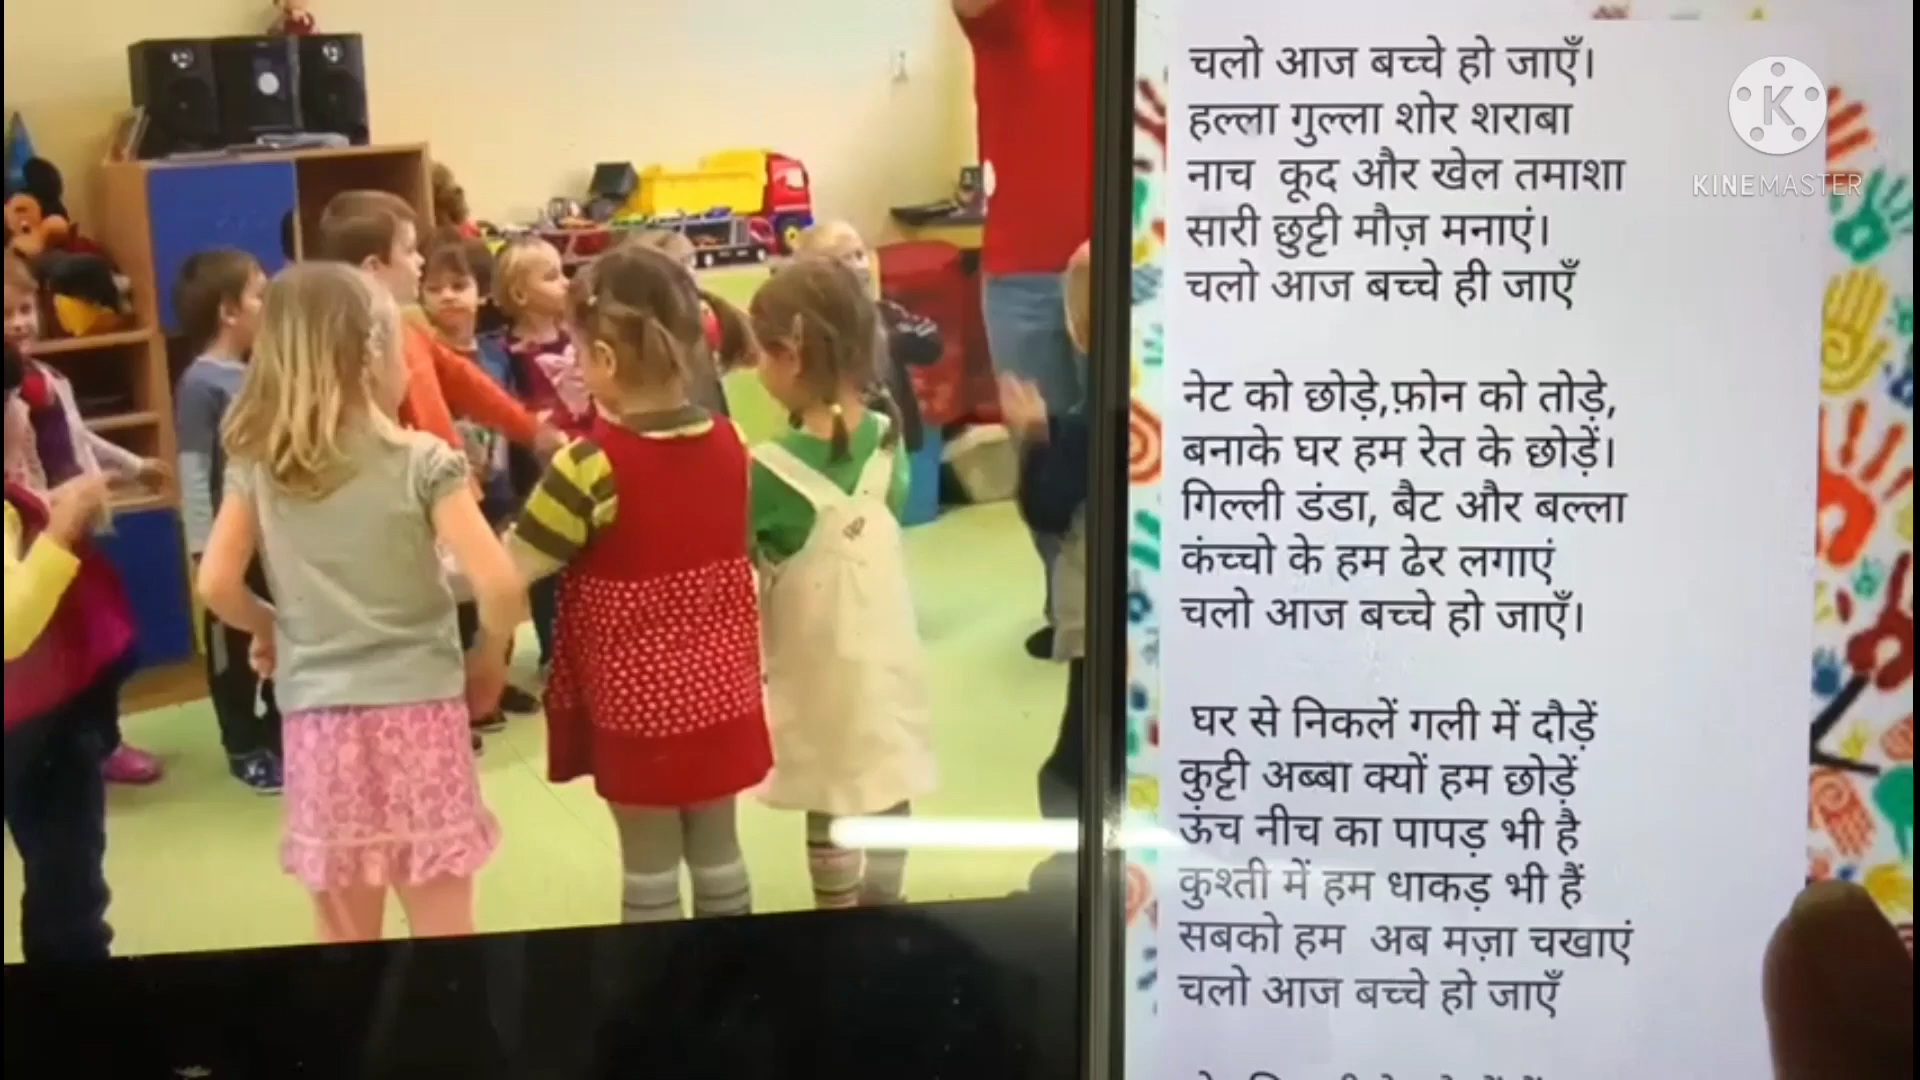 चलो आज बच्चे हो जाएँ।
हल्ला गुल्ला शोर शराबा
नाच कूद और खेल तमाशा
सारी छुट्टी मौज़ मनाएं।
चलो आज बच्चे ही जाएँ
नेट को छोड़े,फ़ोन को तोड़े,
बनाके घर हम रेत के छोड़ें।
गिल्ली डंडा, बैट और बल्ला
कंच्चो के हम ढेर लगाएं
चलो आज बच्चे हो जाएँ।
घर से निकलें गली में दौड़ें
कुट्टी अब्बा क्यों हम छोड़ें
ऊंच नीच का पापड़ भी है
कुश्ती में हम धाकड़ भी हैं
सबको हम अब मज़ा चखाएं
चलो आज बच्चे हो जाएँ
K
KINEMASTER